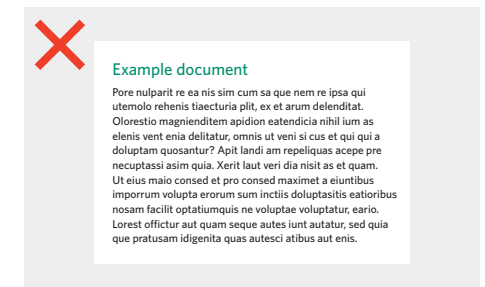 Example document
Pore nulparit re ea nis sim cum sa que nem re ipsa qui
utemolo rehenis tiaecturia plit, ex et arum delenditat.
Olorestio magnienditem apidion eatendicia nihil ium as
elenis vent enia delitatur, omnis ut veni si cus et qui qui a
doluptam quosantur? Apit landi am repeliquas acepe pre
necuptassi asim quia. Xerit laut veri dia nisit as et quam.
Ut eius maio consed et pro consed maximet a eiuntibus
imporrum volupta erorum sum inctiis doluptasitis eatioribus
nosam facilit optatiumquis ne voluptae voluptatur, eario.
Lorest offictur aut quam seque autes iunt autatur, sed quia
que pratusam idigenita quas autesci atibus aut enis.